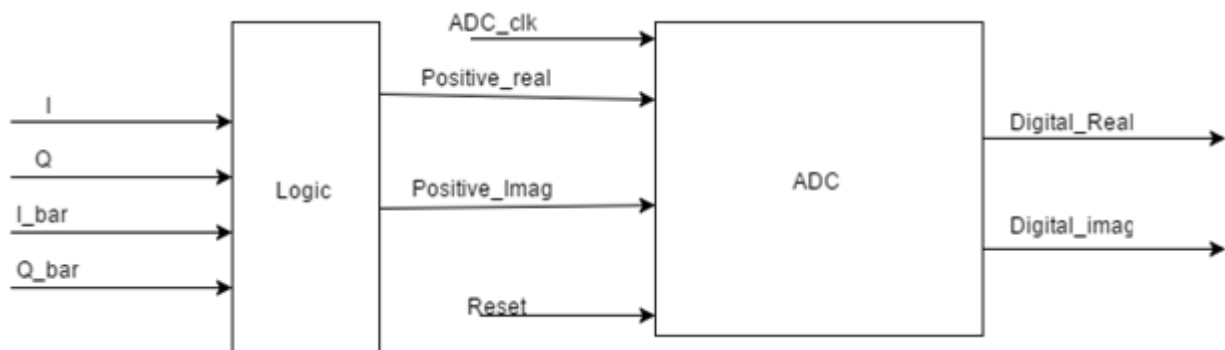 ADC_clk
Positive_real
I
Digital_Real
Q
Logic
Positive_Imag
ADC
I_bar
Digital_imag
Q_bar
Reset